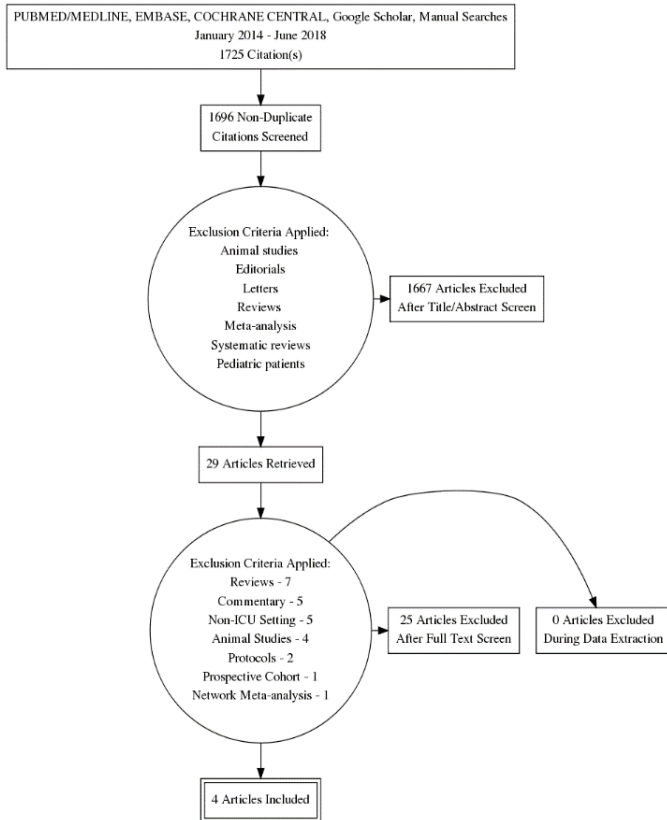 PUBMED/MEDLINE, EMBASE, COCHRANE CENTRAL, Google Scholar, Manual Searches
January 2014 - June 2018
1725 Citation(s)
1696 Non-Duplicate
Citations Screened
Exclusion Criteria Applied:
Animal studies
Editorials
Letters
Reviews
Meta-analysis
Systematic reviews
Pediatric patients
1667 Articles Excluded
After Title/Abstract Screen
29 Articles Retrieved
Exclusion Criteria Applied:
Reviews - 7
Commentary - 5
Non-ICU Setting - 5
Animal Studies - 4
Protocols - 2
Prospective Cohort - 1
Network Meta-analysis - 1
25 Articles Excluded
After Full Text Screen
0 Articles Excluded
During Data Extraction
4 Articles Included